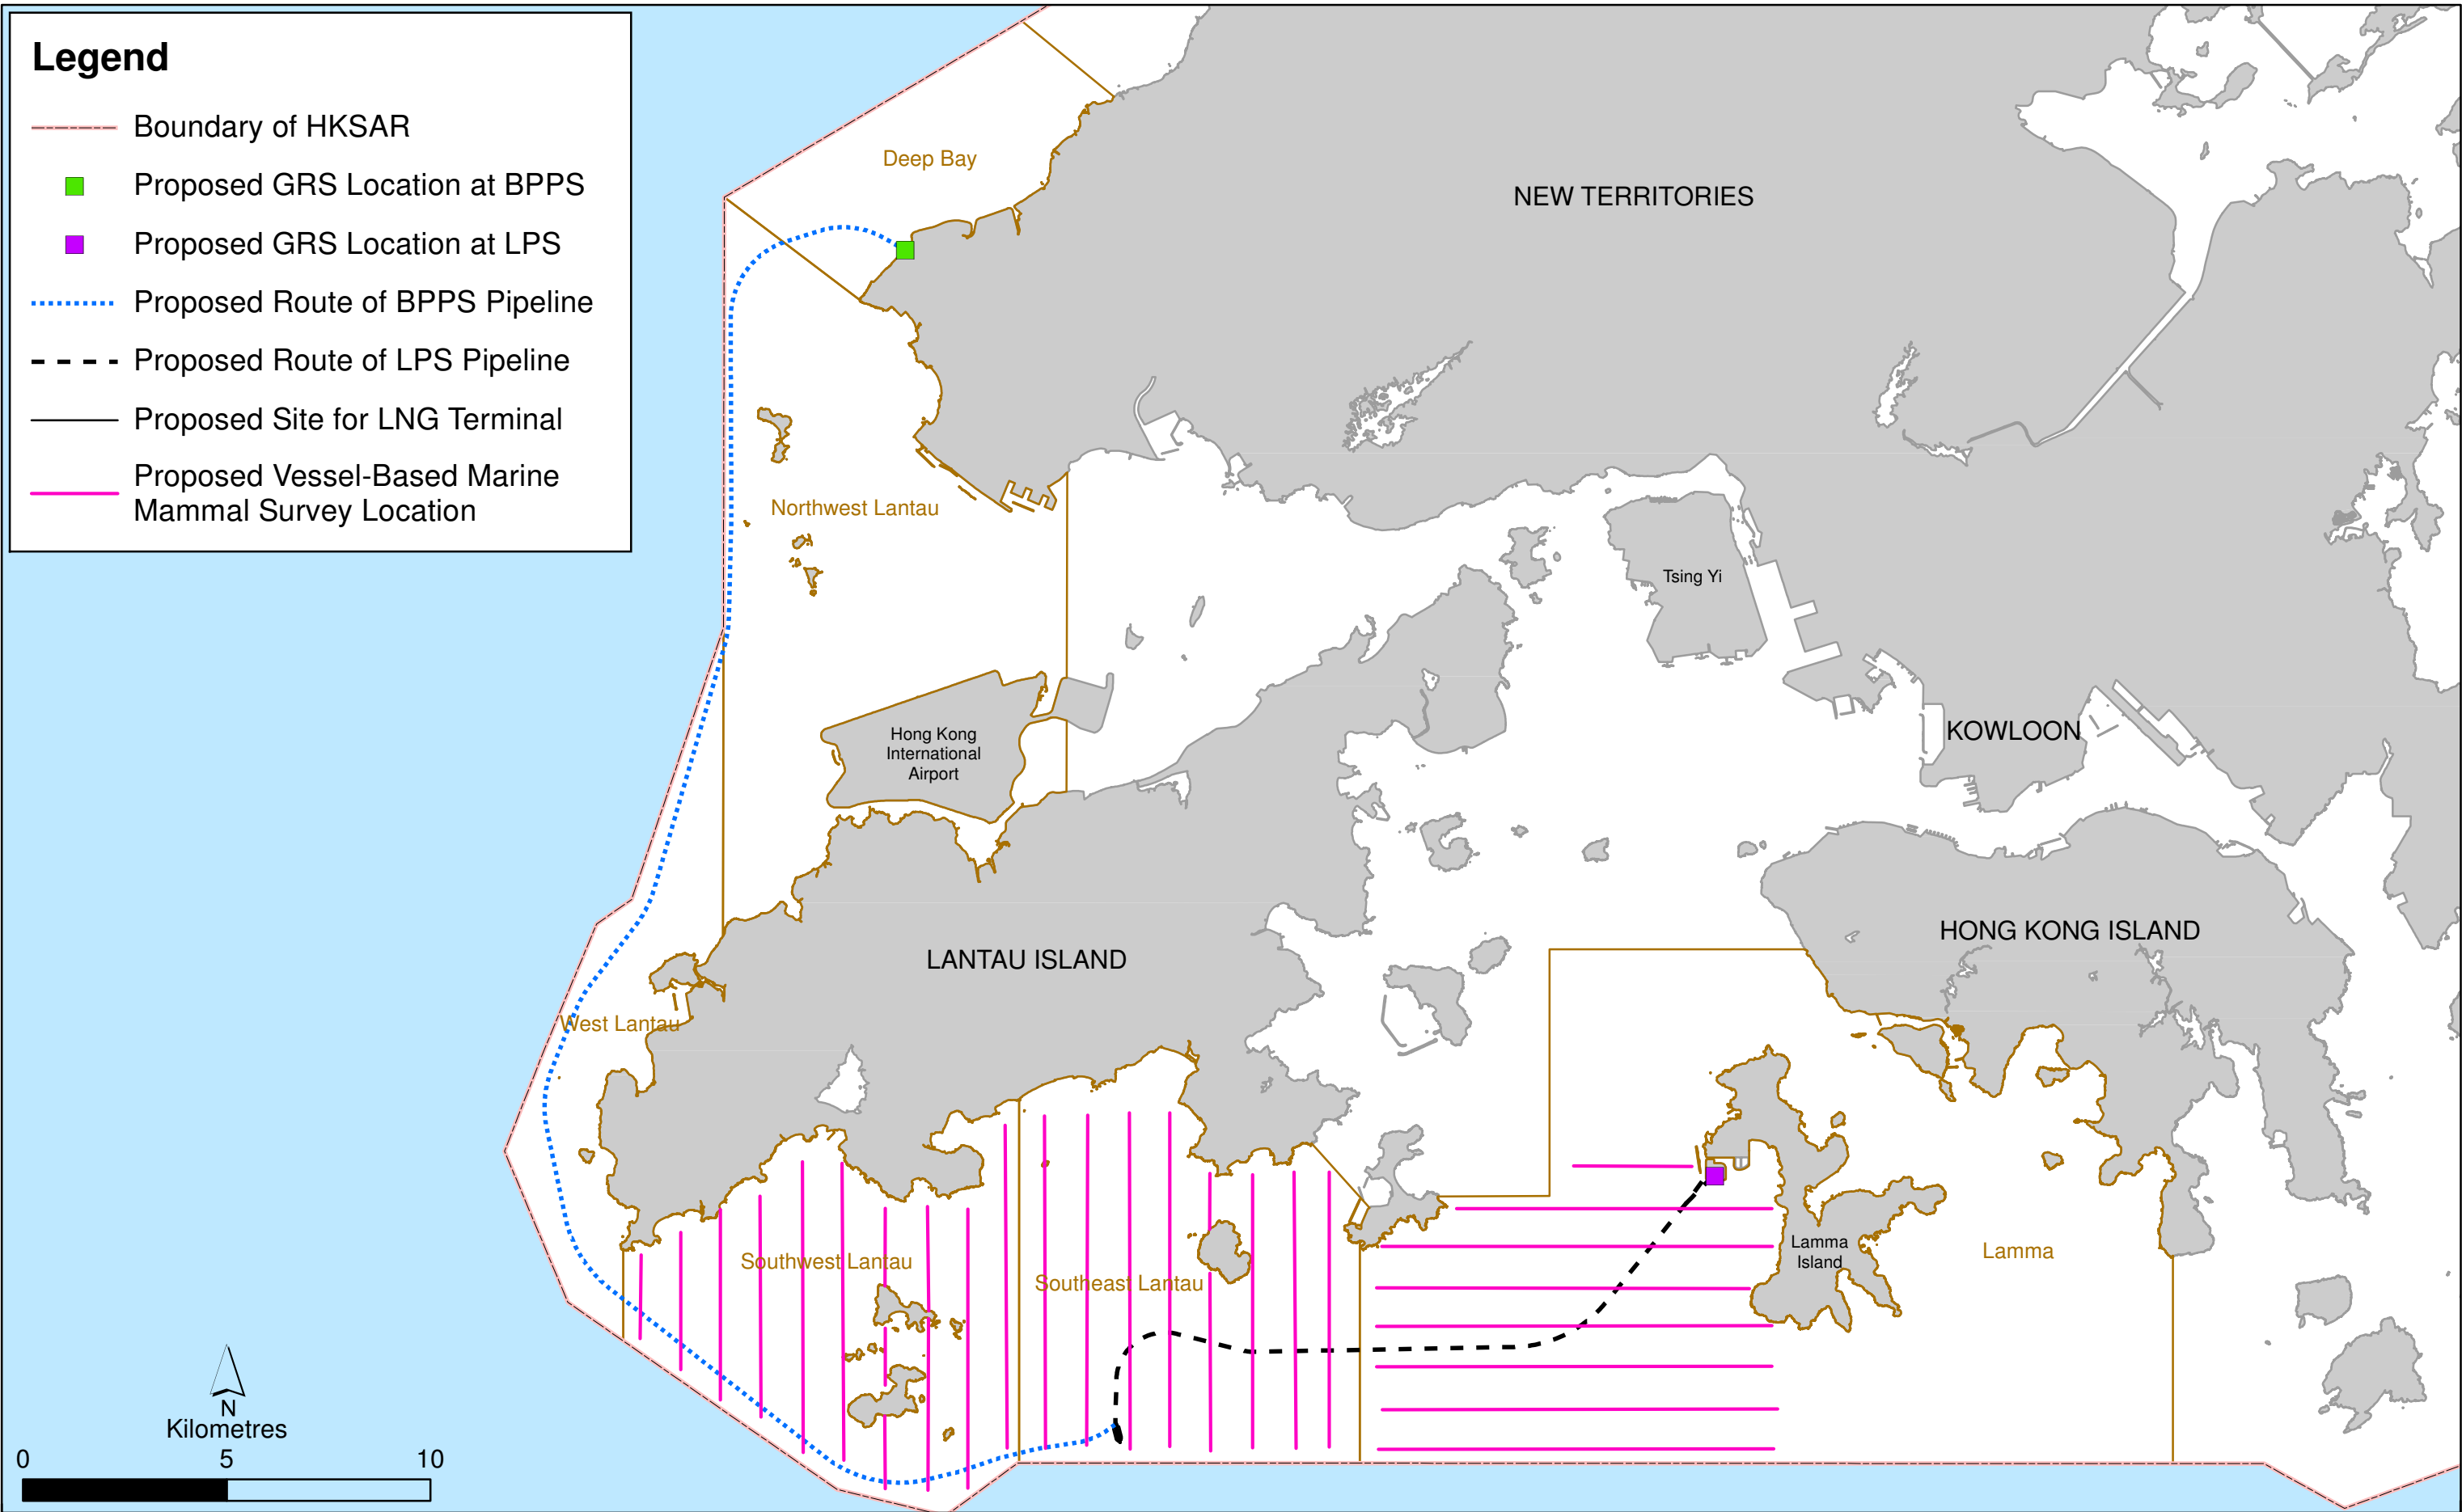 Legend
Boundary of HKSAR
Proposed GRS Location at BPPS
Proposed GRS Location at LPS
Proposed Route of BPPS Pipeline
Proposed Route of LPS Pipeline
Proposed Site for LNG Terminal
Proposed Vessel-Based Marine
Mammal Survey Location
Deep Bay
NEW TERRITORIES
Northwest Lantau
Tsing Yi
Hong Kong
International
Airport
KOWLOON
HONG KONG ISLAND
LANTAU ISLAND
West Lantau
Southwest Lantau
Southeast Lantau
Lamma
Island
Lamma
N
Kilometres
0 5 10